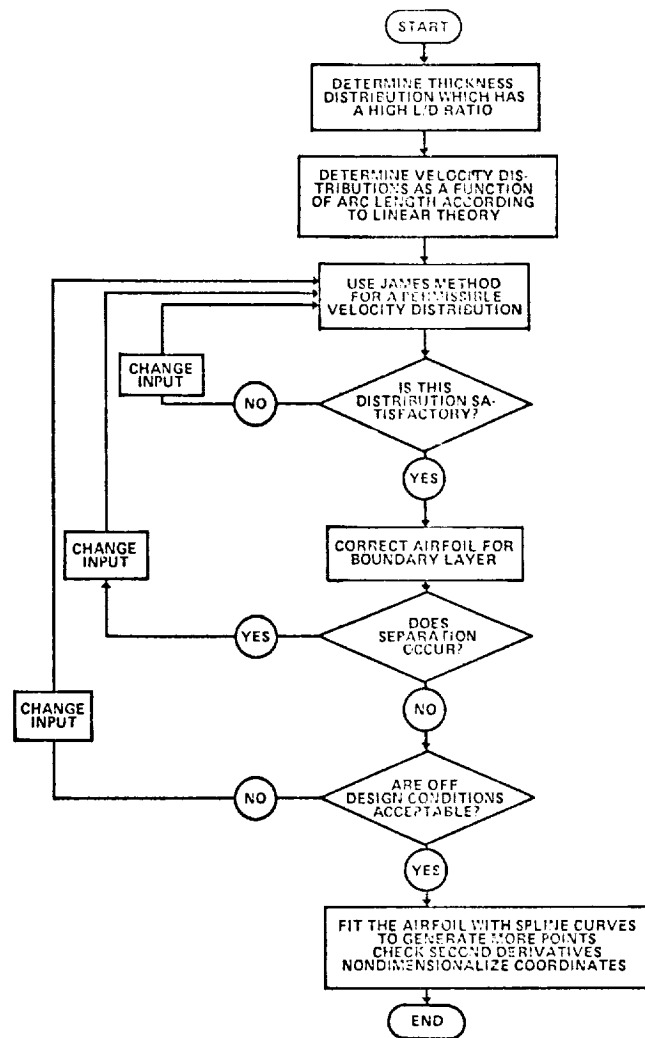 START
DETERMINE THICKNESS
DISTRIBUTION WHICH HAS
A HIGH L/D RATIO
DETERMINE VELOCITY DIS-
TRIBUTIONS AS A FUNCTION
OF ARC LENGTH ACCORDING
TO LINEAR THEORY
USE JAMES METHOD
FOR A PERMISSIBLE
VELOCITY DISTRIBUTION
CHANGE
INPUT
NO
IS THIS
DISTRIBUTION SA-
TISFACTORY?
YES
CHANGE
INPUT
CORRECT AIRFOIL FOR
BOUNDARY LAYER
YES
DOES
SEPARATION
OCCUR?
CHANGE
INPUT
NO
NO
ARE OFF
DESIGN CONDITIONS
ACCEPTABLE?
YES
FIT THE AIRFOIL WITH SPLINE CURVES
TO GENERATE MORE POINTS
CHECK SECOND DERIVATIVES
NONDIMENSIONALIZE COORDINATES
END